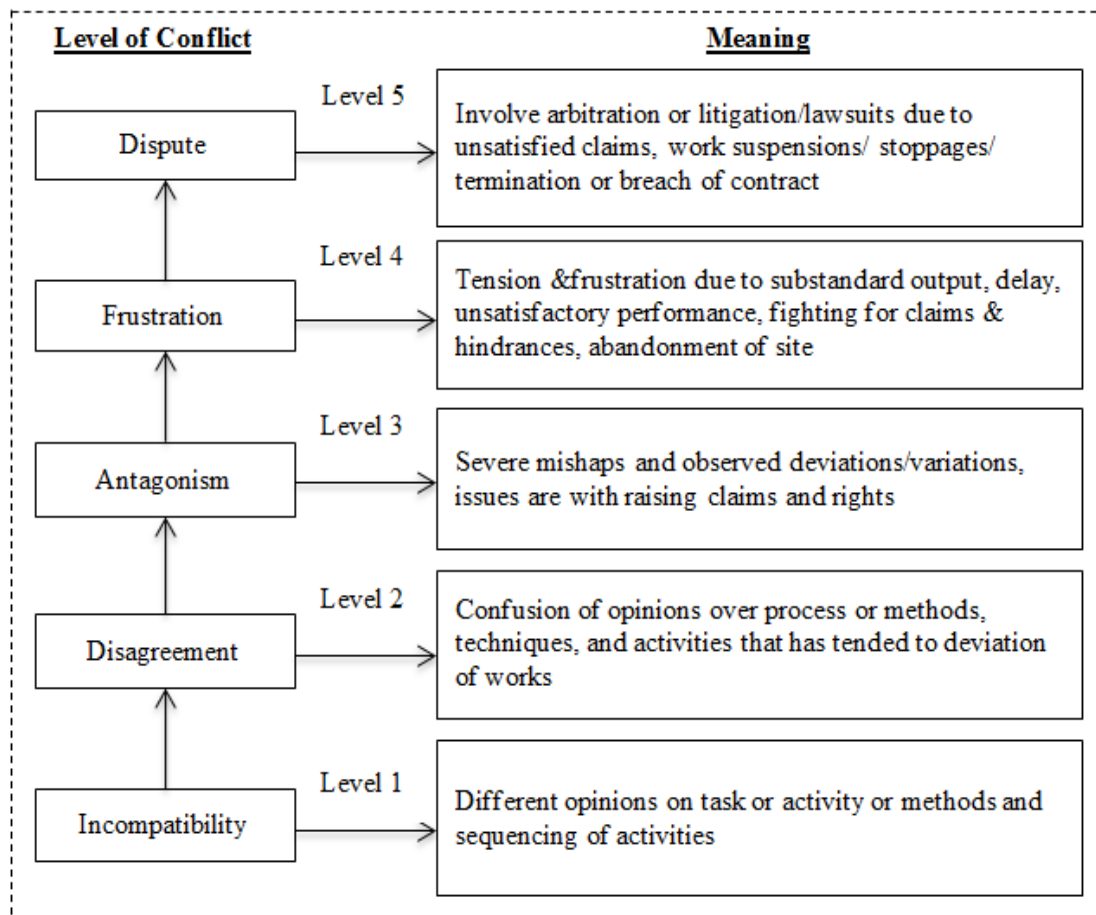 Level of Conflict
Meaning
Level 5
Dispute
Involve arbitration or litigation/lawsuits due to
unsatisfied claims, work suspensions/ stoppages/
termination or breach of contract
Level 4
Frustration
Tension &frustration due to substandard output, delay,
unsatisfactory performance, fighting for claims &
hindrances, abandonment of site
Level 3
Antagonism
Severe mishaps and observed deviations/variations,
issues are with raising claims and rights
Level 2
Disagreement
Confusion of opinions over process or methods,
techniques, and activities that has tended to deviation
of works
Level 1
Incompatibility
Different opinions on task or activity or methods and
sequencing of activities